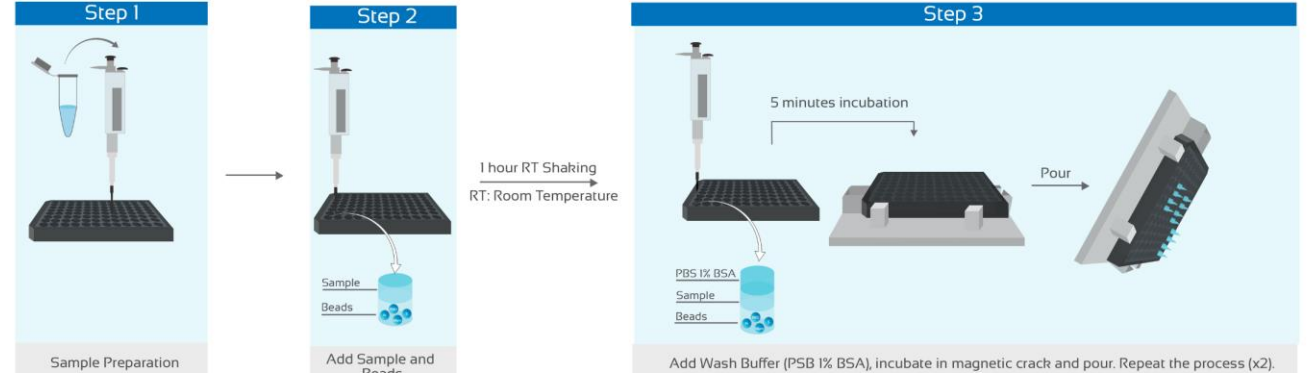 Step 1
Sample Preparation
Step 2
Sample
Beads
Add Sample and
Beads
1 hour RT Shaking
RT: Room Temperature
Step 3
5 minutes incubation
Pour
PBS 1% BSA
Sample
Beads
Add Wash Buffer (PSB 1% BSA), incubate in magnetic crack and pour. Repeat the process (x2).